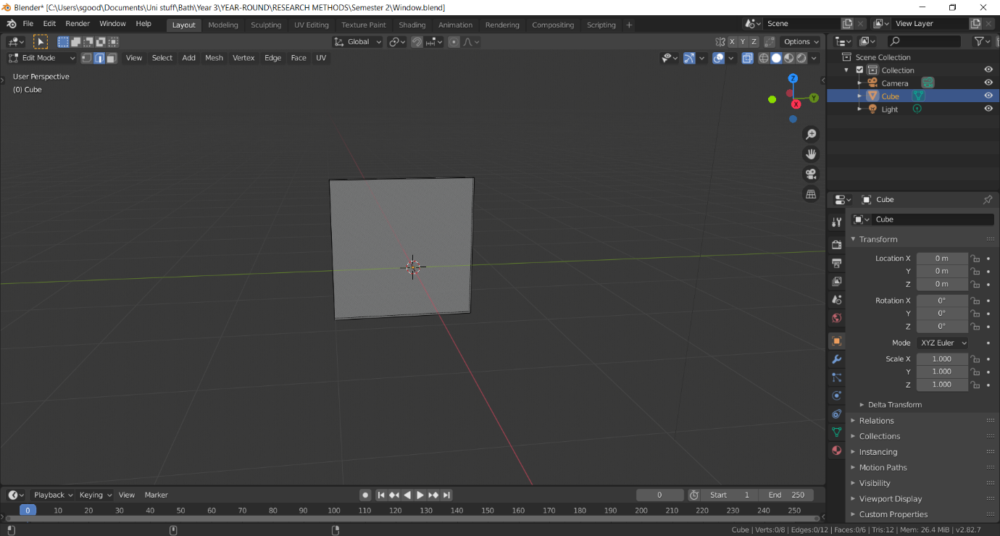 Blender* [C:\Users\sgood\Documents\Uni stuff\Bath\Year 3\YEAR-ROUND\RESEARCH METHODS\Semester 2\Window.blend]
File Edit Render Window Help Layout Modeling Sculpting UV Editing Texture Paint Shading Animation Rendering Compositing Scripting + Scene View Layer
Global X Y Z Options
Edit Mode View Select Add Mesh Vertex Edge Face UV
User Perspective
(0) Cube
Z
Y
X
Scene Collection
Collection
Camera
Cube
Light
Cube
Cube
Transform
Location X 0 m
Y 0 m
Z 0 m
Rotation X 0°
Y 0°
Z 0°
Mode XYZ Euler
Scale X 1.000
Y 1.000
Z 1.000
Delta Transform
Relations
Collections
Instancing
Motion Paths
Visibility
Viewport Display
Custom Properties
Playback Keying View Marker 0 Start 1 End 250
0 10 20 30 40 50 60 70 80 90 100 110 120 130 140 150 160 170 180 190 200 210 220 230 240 250
Cube | Verts:0/8 | Edges:0/12 | Faces:0/6 | Tris:12 | Mem: 26.4 MiB | v2.82.7